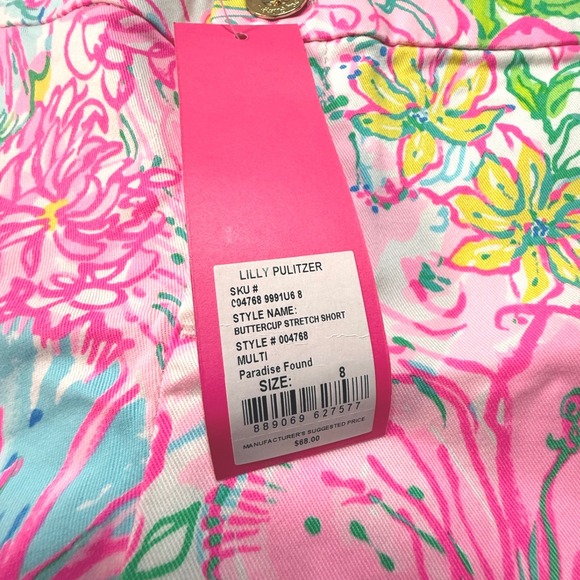 LILLY PULITZER
SKU #
004768 9991U6 8
STYLE NAME:
BUTTERCUP STRETCH SHORT
STYLE # 004768
MULTI
Paradise Found
SIZE: 8
889069 627577
MANUFACTURER'S SUGGESTED PRICE
$68.00